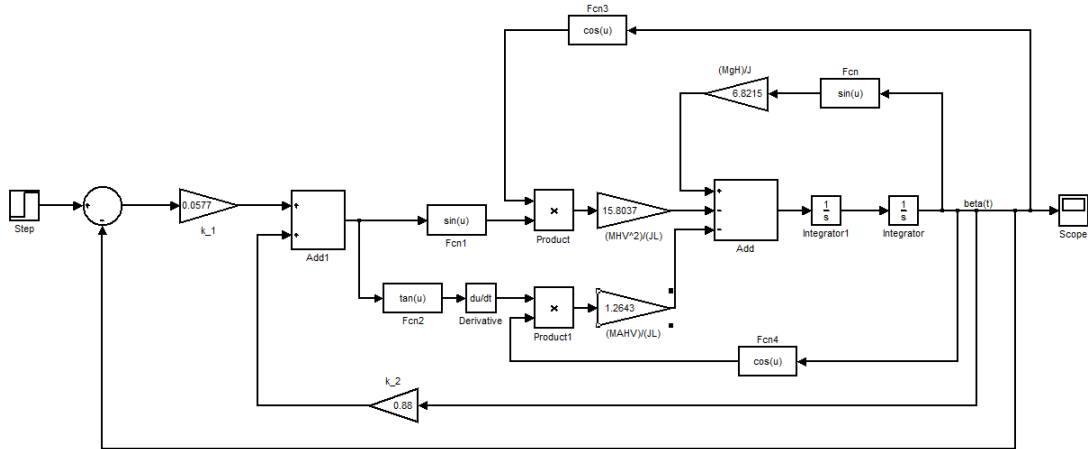 Fcn3
cos(u)
(MgH)/J
6.8215
Fcn
sin(u)
Step
+
-
0.0577
k_1
+
+
Add1
sin(u)
Fcn1
×
Product
15.8037
(MHV^2)/(JL)
+
-
-
Add
1
s
Integrator1
1
s
Integrator
beta(t)
Scope
tan(u)
Fcn2
du/dt
Derivative
×
Product1
1.2643
(MAHV)/(JL)
Fcn4
cos(u)
k_2
0.88